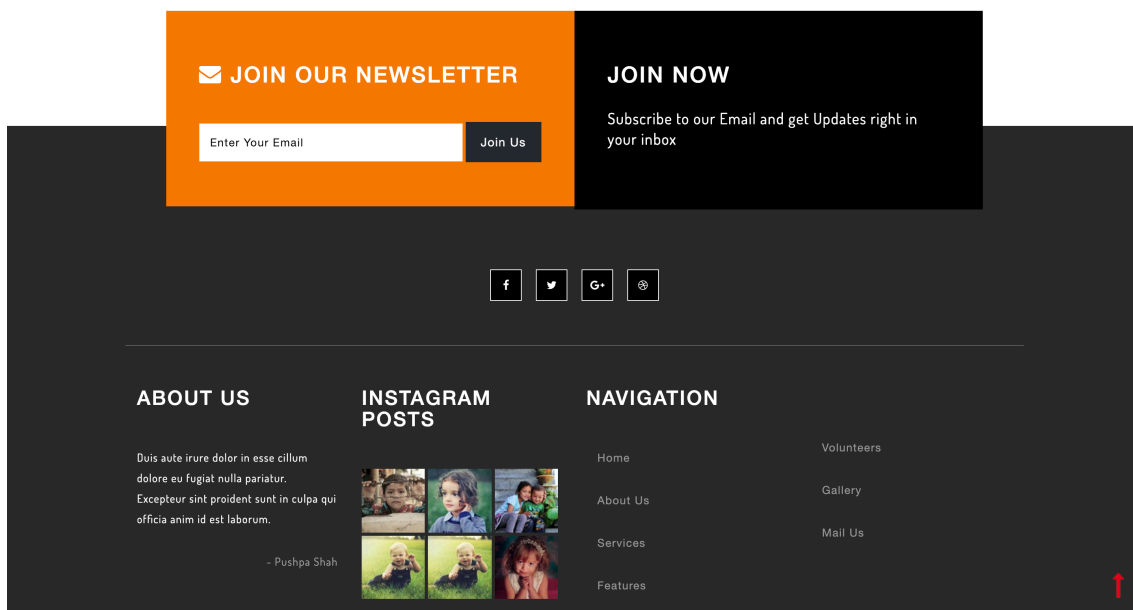 JOIN OUR NEWSLETTER
Enter Your Email
Join Us
JOIN NOW
Subscribe to our Email and get Updates right in
your inbox
ABOUT US
Duis aute irure dolor in esse cillum
dolore eu fugiat nulla pariatur.
Excepteur sint proident sunt in culpa qui
officia anim id est laborum.
- Pushpa Shah
INSTAGRAM
POSTS
NAVIGATION
Home
About Us
Services
Features
Volunteers
Gallery
Mail Us